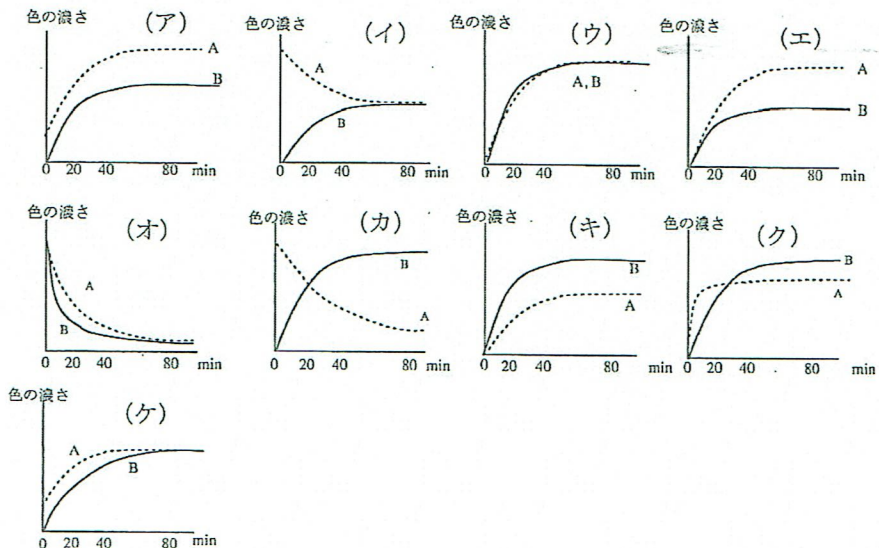 色の濃さ (ア)
A
B
0 20 40 80 min
色の濃さ (イ)
A
B
0 20 40 80 min
色の濃さ (ウ)
A, B
0 20 40 80 min
色の濃さ (エ)
A
B
0 20 40 80 min
色の濃さ (オ)
A
B
0 20 40 80 min
色の濃さ (カ)
B
A
0 20 40 80 min
色の濃さ (キ)
B
A
0 20 40 80 min
色の濃さ (ク)
B
A
0 20 40 80 min
色の濃さ (ケ)
A
B
0 20 40 80 min